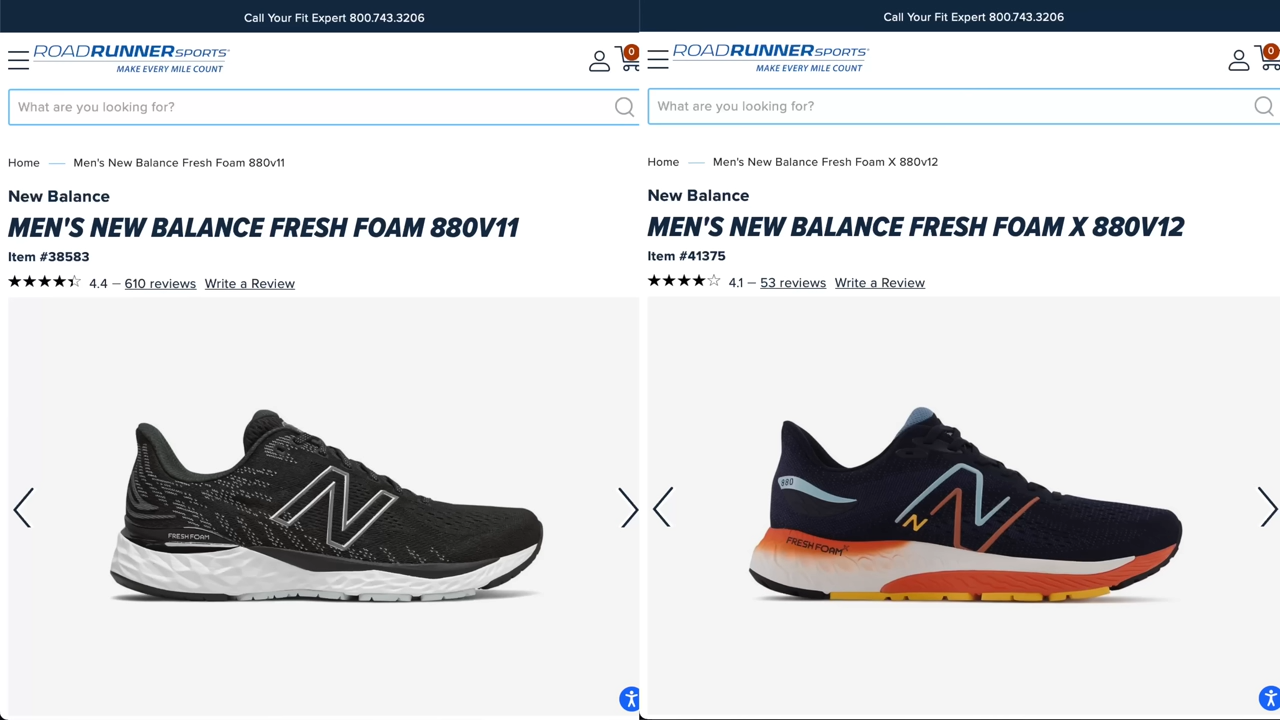 Call Your Fit Expert 800.743.3206
ROADRUNNER SPORTS
MAKE EVERY MILE COUNT
0
What are you looking for?
Home — Men's New Balance Fresh Foam 880v11
New Balance
MEN'S NEW BALANCE FRESH FOAM 880V11
Item #38583
4.4 – 610 reviews Write a Review
N
FRESH FOAM
Call Your Fit Expert 800.743.3206
ROADRUNNER SPORTS
MAKE EVERY MILE COUNT
0
What are you looking for?
Home — Men's New Balance Fresh Foam X 880v12
New Balance
MEN'S NEW BALANCE FRESH FOAM X 880V12
Item #41375
4.1 – 53 reviews Write a Review
880
N
N
FRESH FOAM X